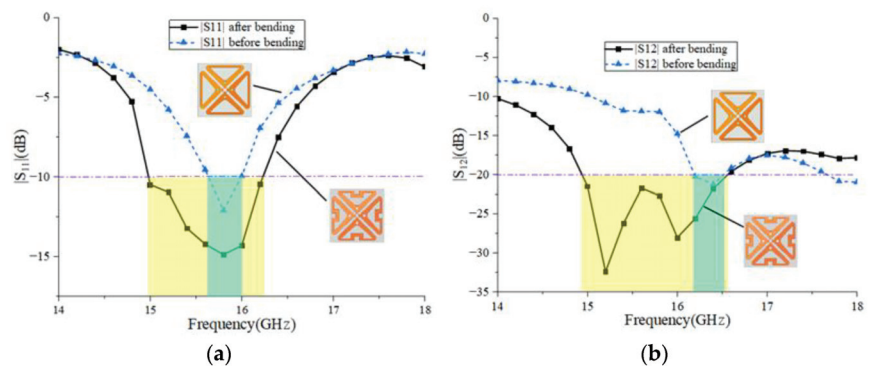 |S11| after bending
|S11| before bending
|S₁₁|(dB)
0
−5
−10
−15
14 15 16 17 18
Frequency(GHz)
(a)
|S12| after bending
|S12| before bending
|S₁₂|(dB)
0
−5
−10
−15
−20
−25
−30
−35
14 15 16 17 18
Frequency(GHz)
(b)